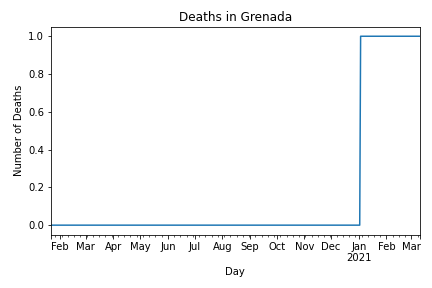 Deaths in Grenada
Number of Deaths
1.0
0.8
0.6
0.4
0.2
0.0
Feb Mar Apr May Jun Jul Aug Sep Oct Nov Dec Jan Feb Mar
2021
Day